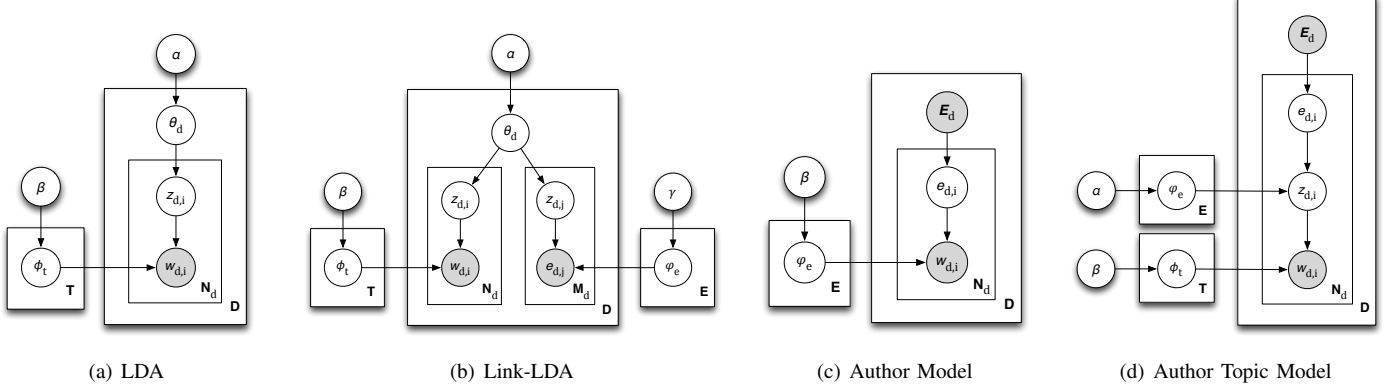 α
θd
β
zd,i
ϕt
wd,i
T
Nd
D
(a) LDA
α
θd
β
zd,i
zd,j
γ
ϕt
wd,i
ed,j
φe
T
Nd
Md
E
D
(b) Link-LDA
Ed
β
ed,i
φe
wd,i
E
Nd
D
(c) Author Model
Ed
ed,i
α
φe
zd,i
E
β
ϕt
wd,i
T
Nd
D
(d) Author Topic Model